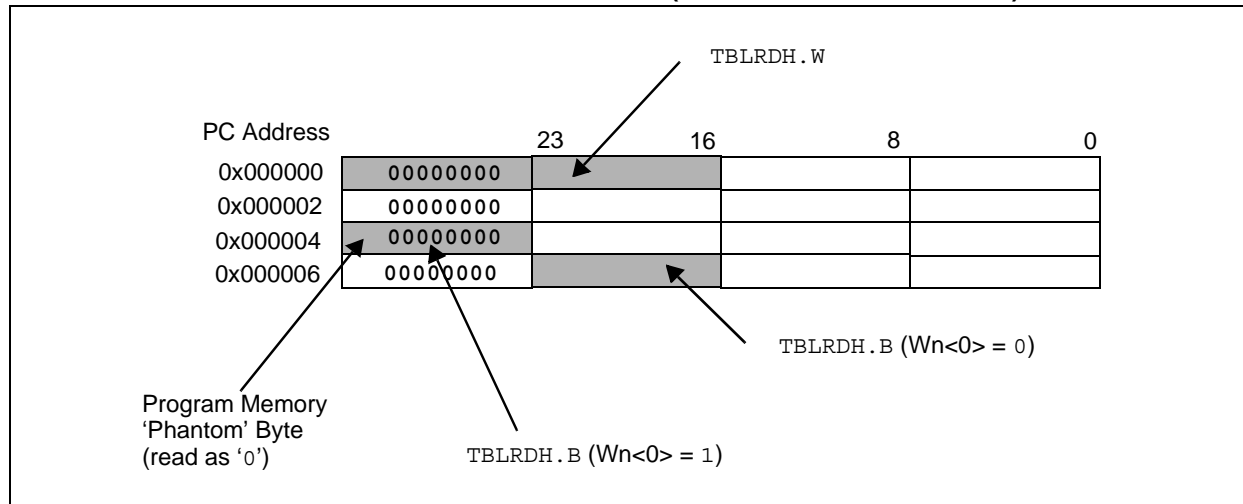 TBLRDH.W
PC Address 23 16 8 0
0x000000 00000000
0x000002 00000000
0x000004 00000000
0x000006 00000000
TBLRDH.B (Wn<0> = 0)
Program Memory
‘Phantom’ Byte
(read as ‘0’)
TBLRDH.B (Wn<0> = 1)